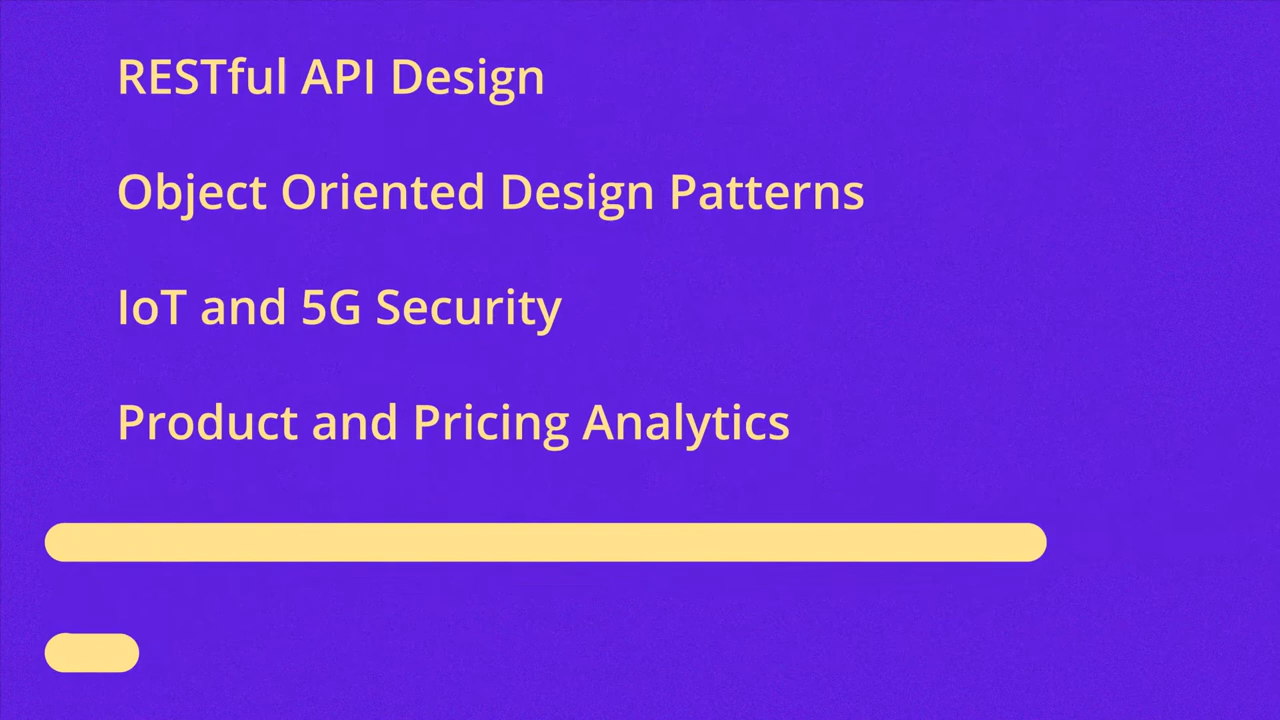 RESTful API Design
Object Oriented Design Patterns
IoT and 5G Security
Product and Pricing Analytics